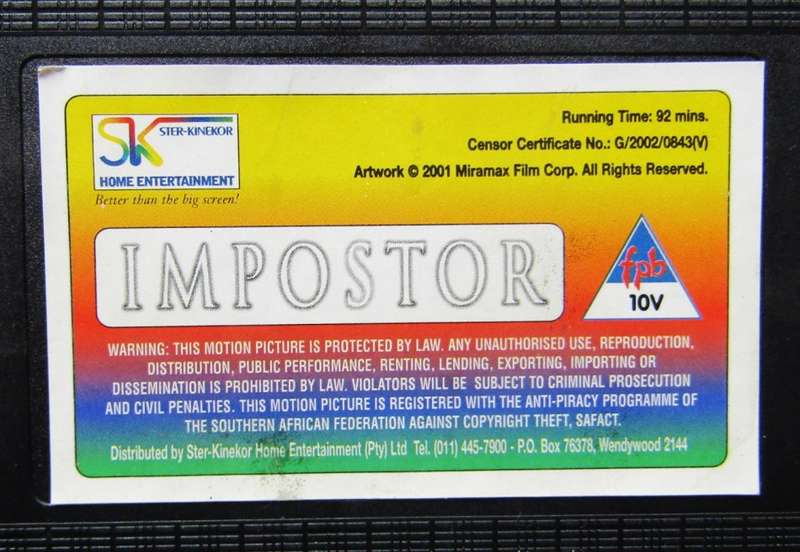 SK STER-KINEKOR
HOME ENTERTAINMENT
Better than the big screen!
Running Time: 92 mins.
Censor Certificate No.: G/2002/0843(V)
Artwork © 2001 Miramax Film Corp. All Rights Reserved.
IMPOSTOR
fpb
10V
WARNING: THIS MOTION PICTURE IS PROTECTED BY LAW. ANY UNAUTHORISED USE, REPRODUCTION,
DISTRIBUTION, PUBLIC PERFORMANCE, RENTING, LENDING, EXPORTING, IMPORTING OR
DISSEMINATION IS PROHIBITED BY LAW. VIOLATORS WILL BE SUBJECT TO CRIMINAL PROSECUTION
AND CIVIL PENALTIES. THIS MOTION PICTURE IS REGISTERED WITH THE ANTI-PIRACY PROGRAMME OF
THE SOUTHERN AFRICAN FEDERATION AGAINST COPYRIGHT THEFT, SAFACT.
Distributed by Ster-Kinekor Home Entertainment (Pty) Ltd Tel. (011) 445-7900 - P.O. Box 76378, Wendywood 2144